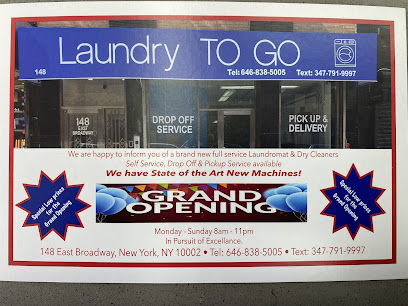 Laundry TO GO
148
Tel: 646-838-5005 Text: 347-791-9997
148
EAST
BROADWAY
DROP OFF
SERVICE
PICK UP &
DELIVERY
We are happy to inform you of a brand new full service Laundromat & Dry Cleaners
Self Service, Drop Off & Pickup Service available
We have State of the Art New Machines!
Special Low prices
for the
Grand Opening
GRAND
OPENING
Special Low prices
for the
Grand Opening
Monday - Sunday 8am - 11pm
In Pursuit of Excellence.
148 East Broadway, New York, NY 10002 • Tel: 646-838-5005 • Text: 347-791-9997